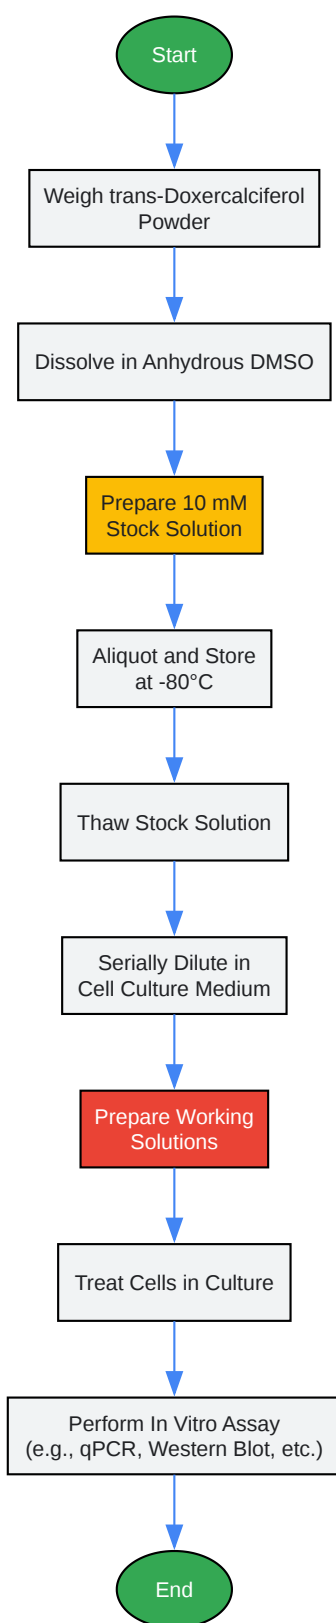 Start
Weigh trans-Doxercalciferol
Powder
Dissolve in Anhydrous DMSO
Prepare 10 mM
Stock Solution
Aliquot and Store
at -80°C
Thaw Stock Solution
Serially Dilute in
Cell Culture Medium
Prepare Working
Solutions
Treat Cells in Culture
Perform In Vitro Assay
(e.g., qPCR, Western Blot, etc.)
End